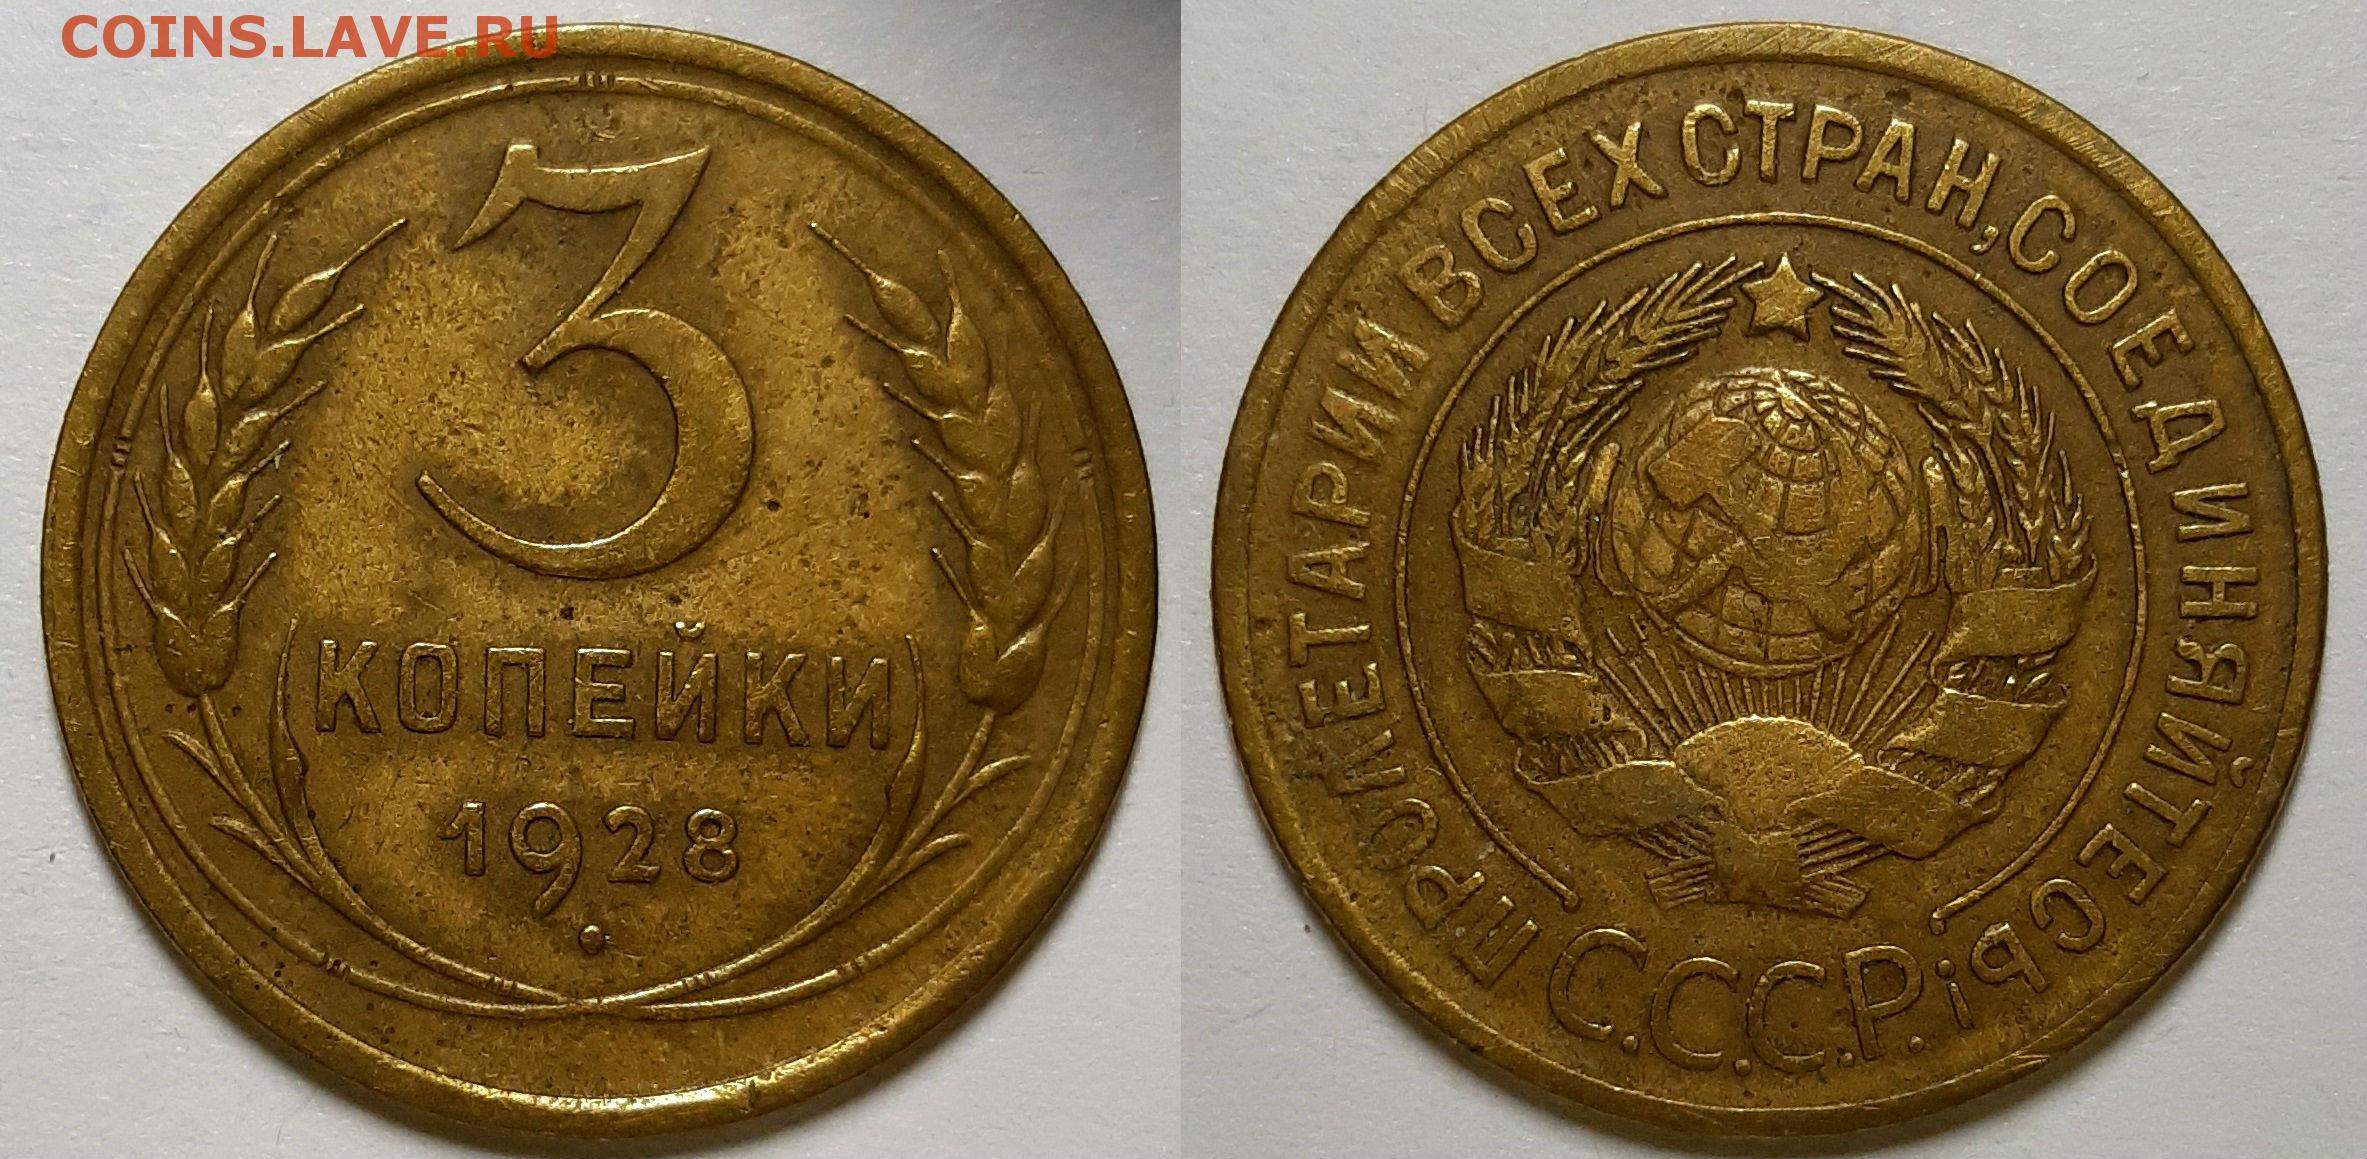 COINS.LAVE.RU
3
КОПЕЙКИ
1928
ПРОЛЕТАРИИ ВСЕХ СТРАН, СОЕДИНЯЙТЕСЬ!
С.С.С.Р.